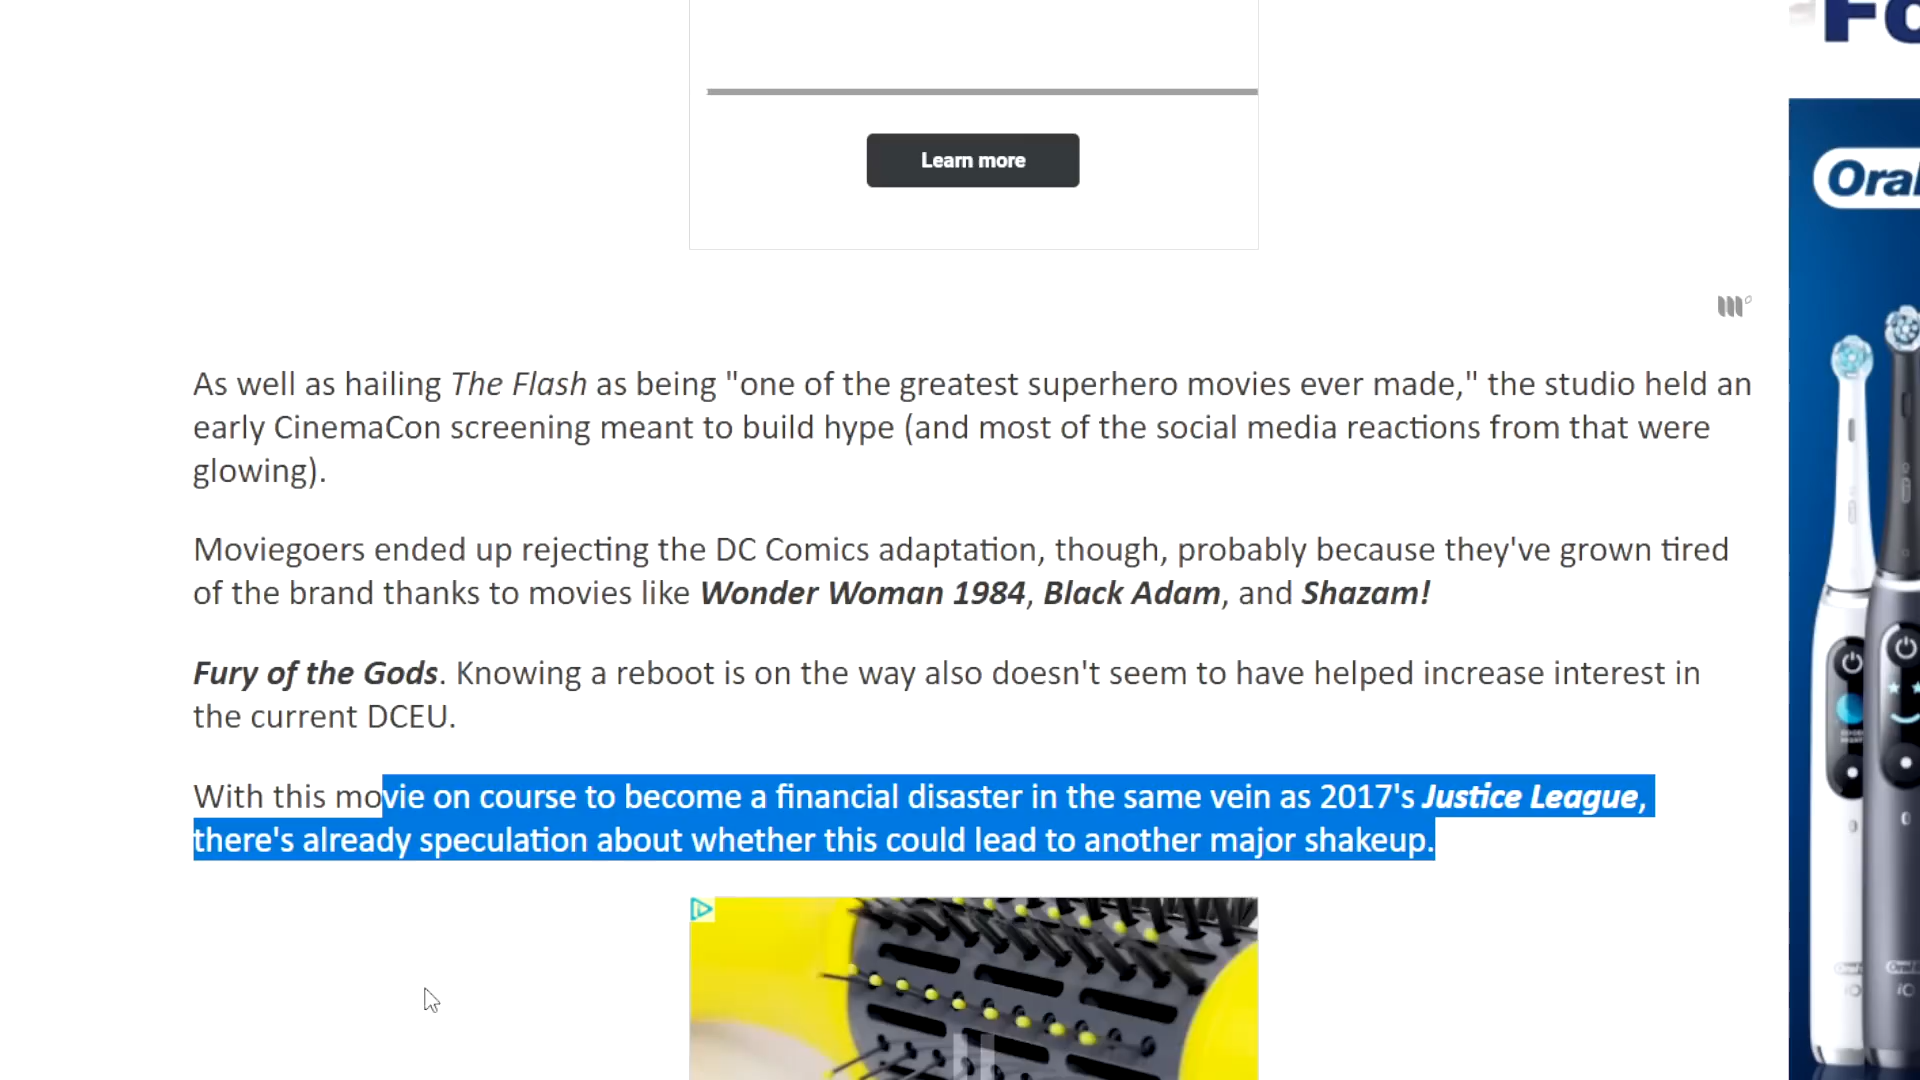 Learn more
As well as hailing The Flash as being "one of the greatest superhero movies ever made," the studio held an
early CinemaCon screening meant to build hype (and most of the social media reactions from that were
glowing).
Moviegoers ended up rejecting the DC Comics adaptation, though, probably because they've grown tired
of the brand thanks to movies like Wonder Woman 1984, Black Adam, and Shazam!
Fury of the Gods. Knowing a reboot is on the way also doesn't seem to have helped increase interest in
the current DCEU.
With this movie on course to become a financial disaster in the same vein as 2017's Justice League,
there's already speculation about whether this could lead to another major shakeup.
Fo
Oral
iO
iO